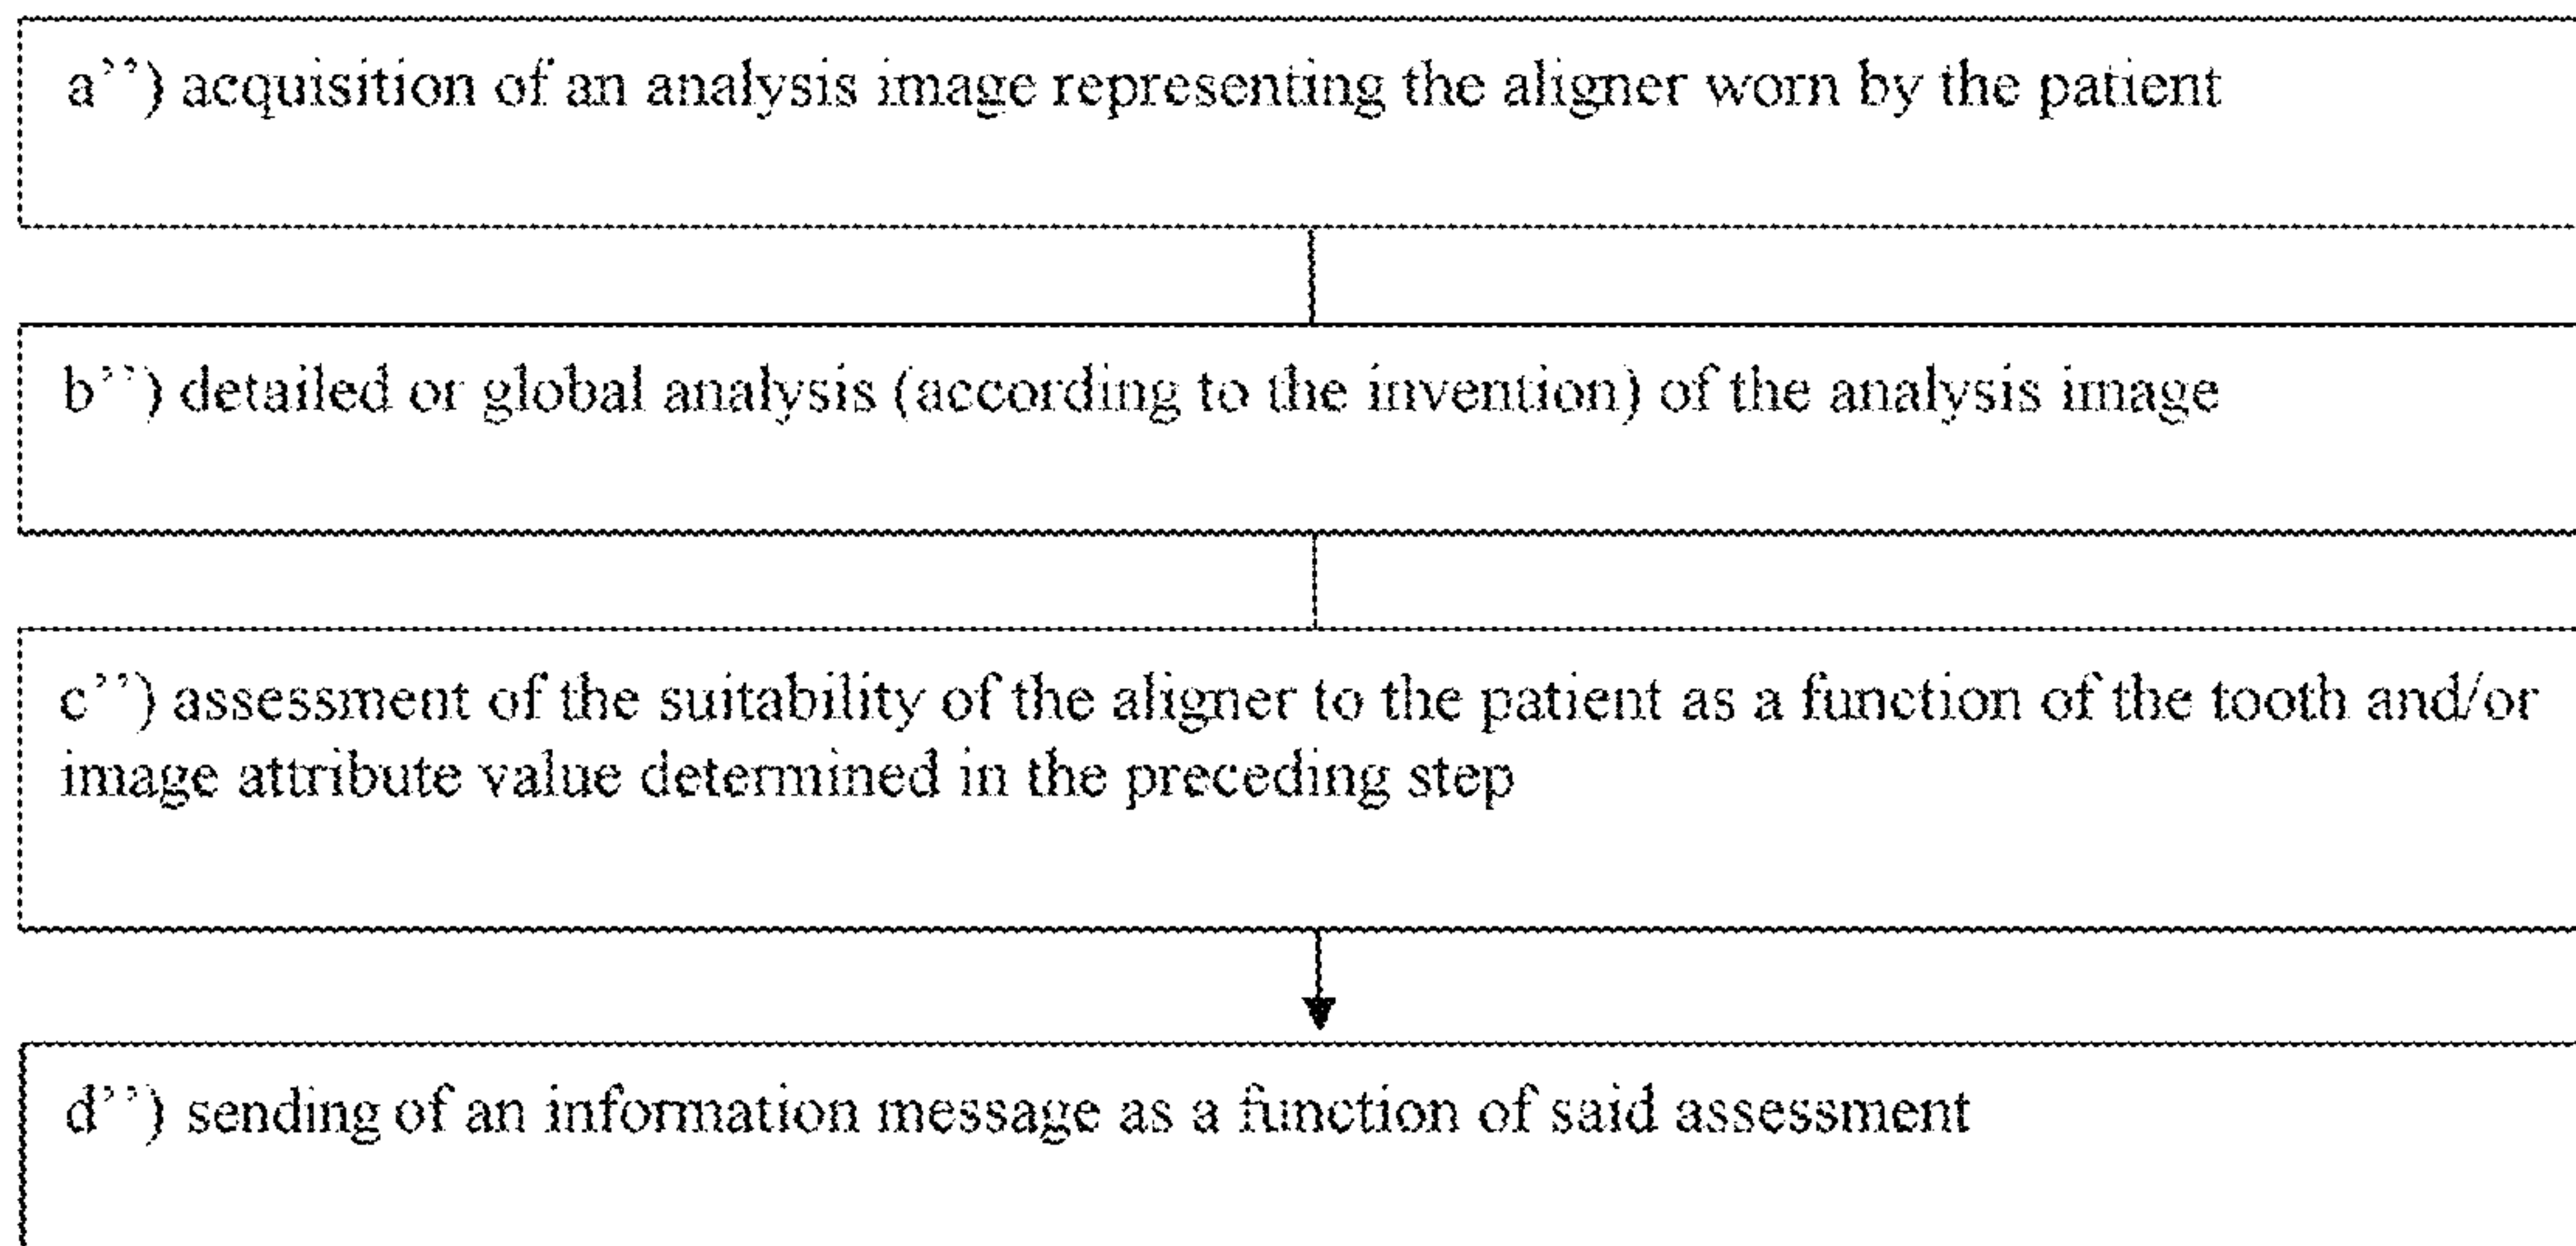 a’’) acquisition of an analysis image representing the aligner worn by the patient
b’’) detailed or global analysis (according to the invention) of the analysis image
c’’) assessment of the suitability of the aligner to the patient as a function of the tooth and/or
image attribute value determined in the preceding step
d’’) sending of an information message as a function of said assessment